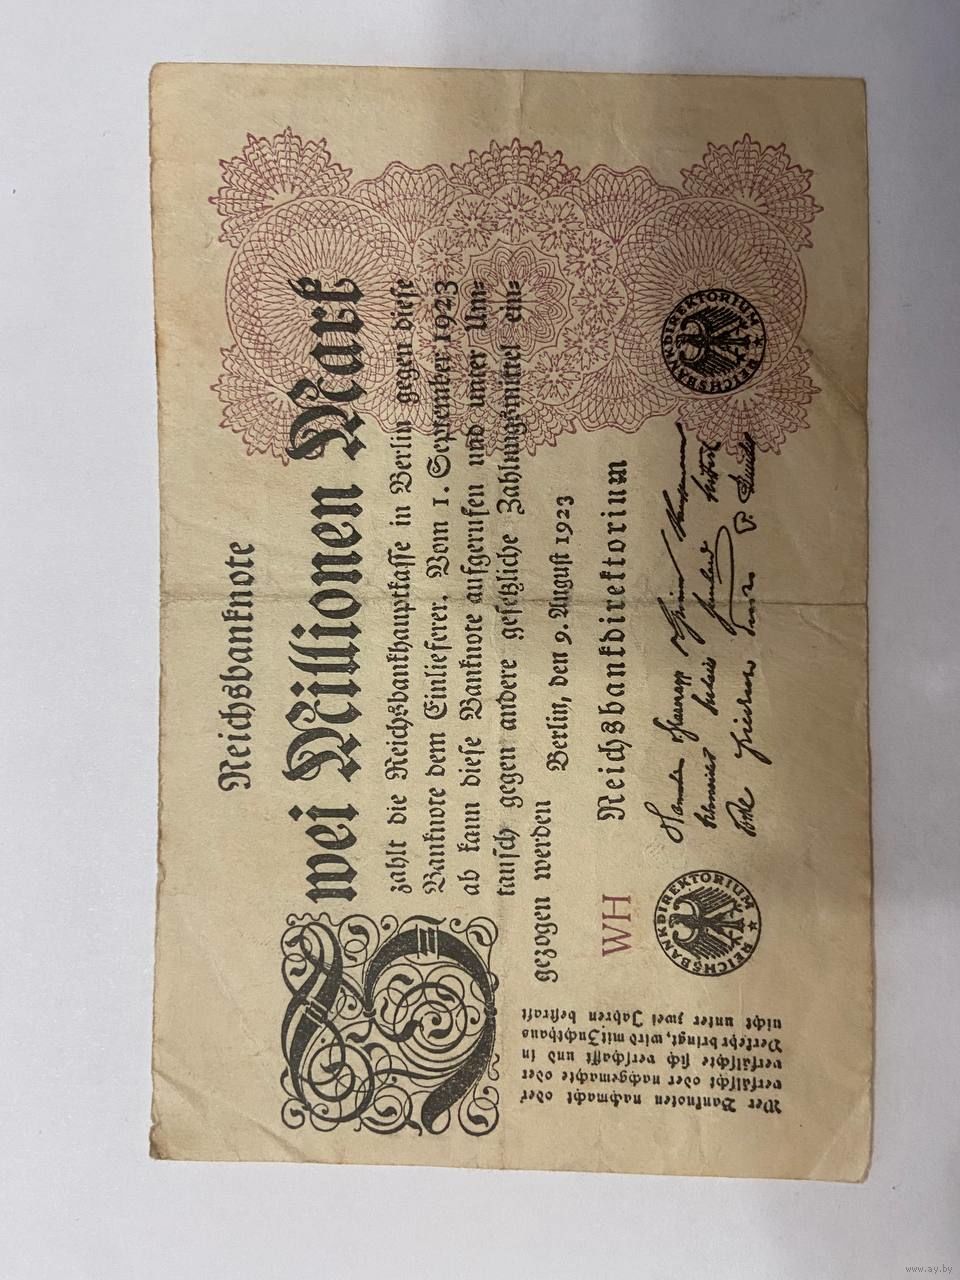 Reichsbanknote
Zwei Millionen Mark
zahlt die Reichsbankhauptkasse in Berlin gegen diese
Banknote dem Einlieferer. Vom 1. September 1923
ab kann diese Banknote aufgerufen und unter Um=
tausch gegen andere gesetzliche Zahlungsmittel ein=
gezogen werden
Berlin, den 9. August 1923
Reichsbankdirektorium
WH
REICHSBANKDIREKTORIUM
REICHSBANKDIREKTORIUM
Wer Banknoten nachmacht oder
verfälscht oder nachgemachte oder
verfälschte sich verschafft und in
Verkehr bringt, wird mit Zuchthaus
nicht unter zwei Jahren bestraft
www.ay.by